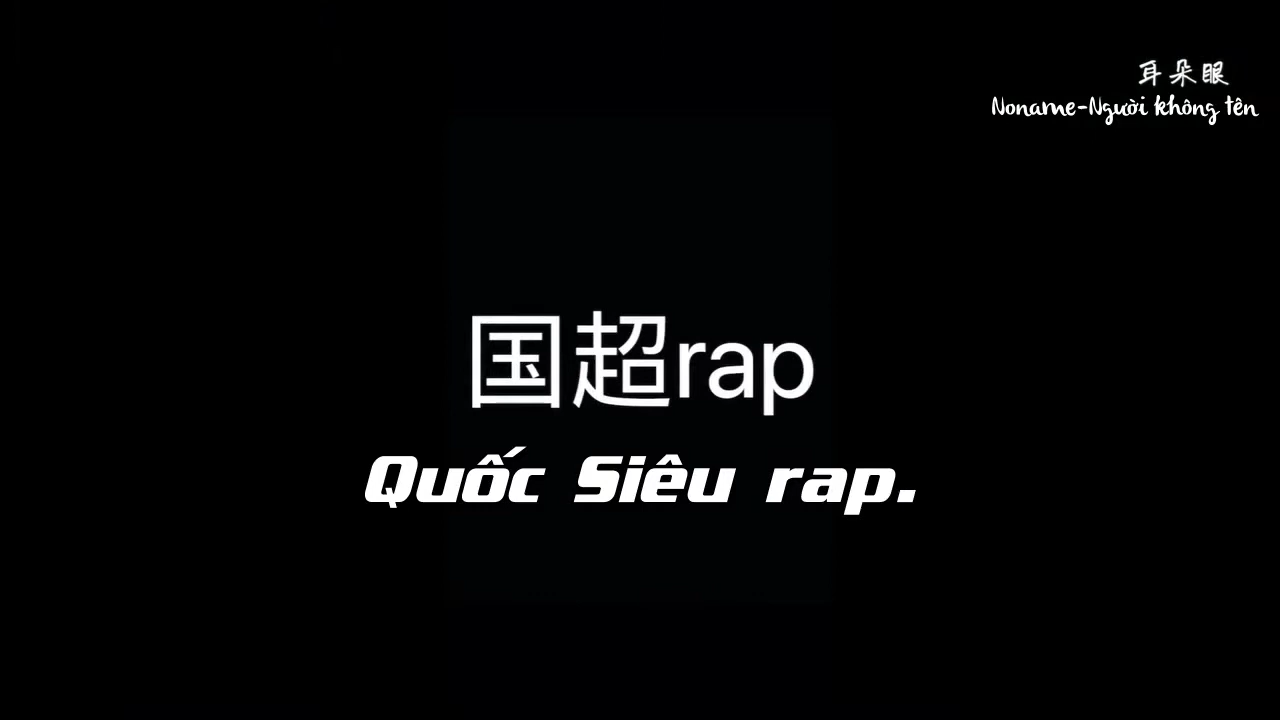 耳朵眼
Noname-Người không tên
国超rap
Quốc Siêu rap.